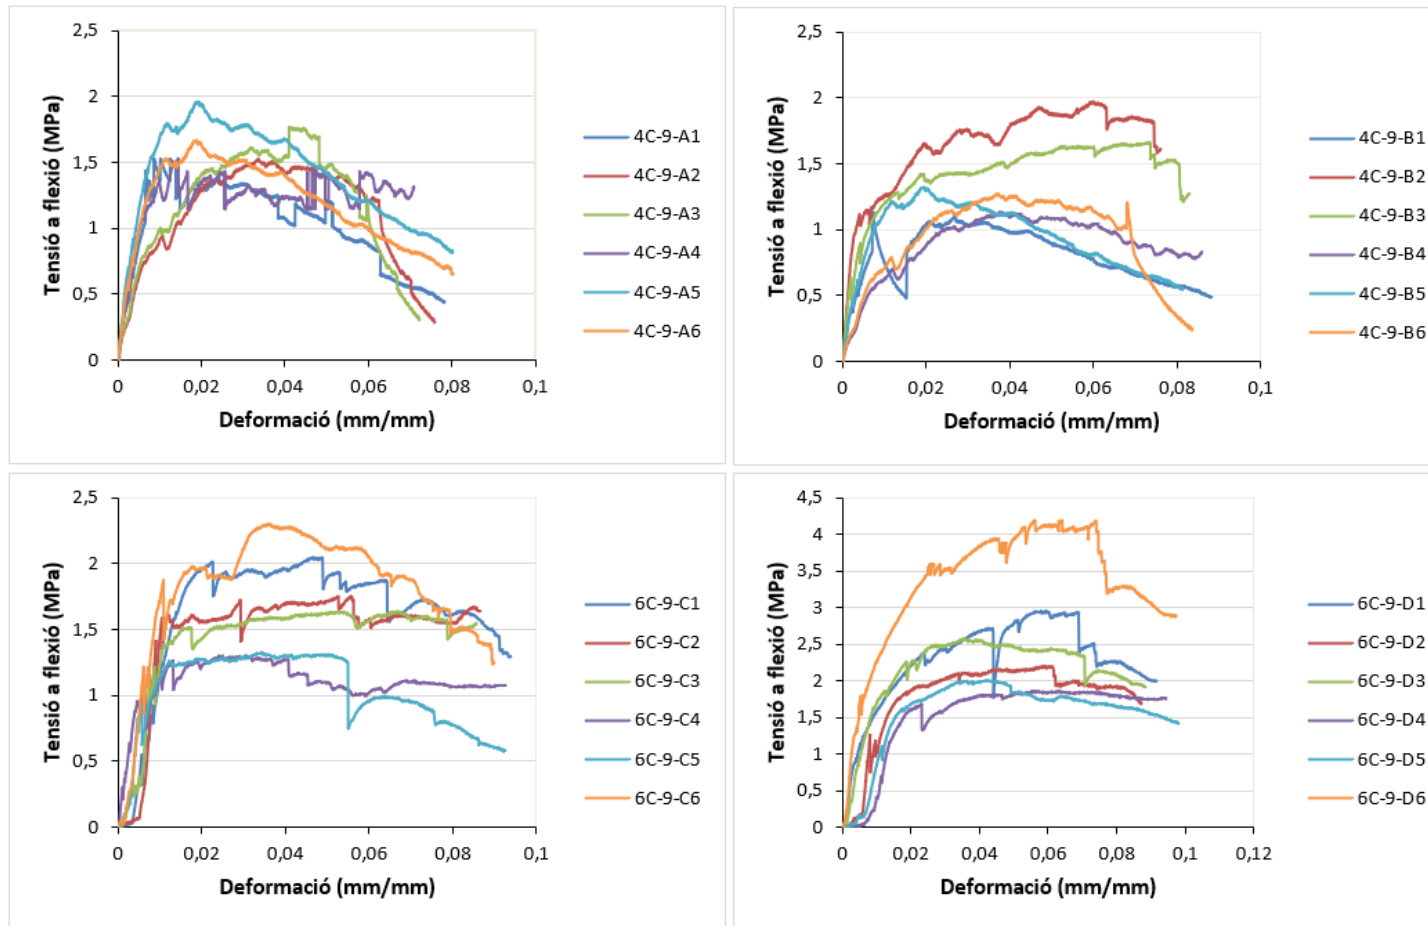 Tensió a flexió (MPa)
2,5
2
1,5
1
0,5
0
0
0,02
0,04
0,06
0,08
0,1
Deformació (mm/mm)
4C-9-A1
4C-9-A2
4C-9-A3
4C-9-A4
4C-9-A5
4C-9-A6
Tensió a flexió (MPa)
2,5
2
1,5
1
0,5
0
0
0,02
0,04
0,06
0,08
0,1
Deformació (mm/mm)
4C-9-B1
4C-9-B2
4C-9-B3
4C-9-B4
4C-9-B5
4C-9-B6
Tensió a flexió (MPa)
2,5
2
1,5
1
0,5
0
0
0,02
0,04
0,06
0,08
0,1
Deformació (mm/mm)
6C-9-C1
6C-9-C2
6C-9-C3
6C-9-C4
6C-9-C5
6C-9-C6
Tensió a flexió (MPa)
4,5
4
3,5
3
2,5
2
1,5
1
0,5
0
0
0,02
0,04
0,06
0,08
0,1
0,12
Deformació (mm/mm)
6C-9-D1
6C-9-D2
6C-9-D3
6C-9-D4
6C-9-D5
6C-9-D6